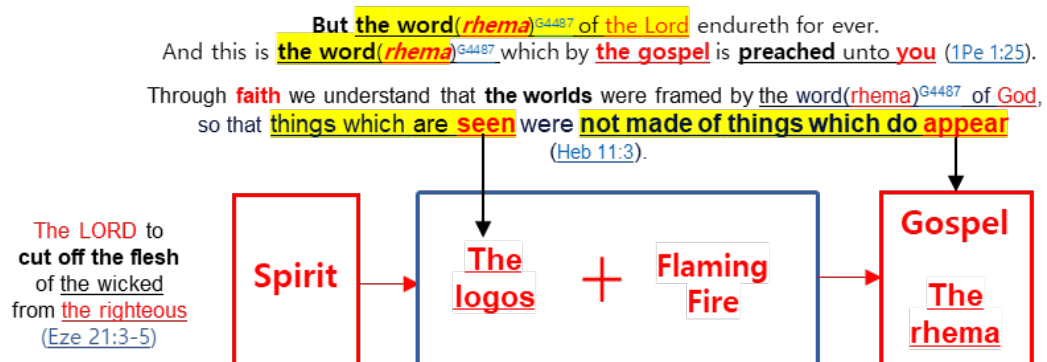 But the word(rhema)G4487 of the Lord endureth for ever.
And this is the word(rhema)G4487 which by the gospel is preached unto you (1Pe 1:25).
Through faith we understand that the worlds were framed by the word(rhema)G4487 of God,
so that things which are seen were not made of things which do appear
(Heb 11:3).
The LORD to
cut off the flesh
of the wicked
from the righteous
(Eze 21:3-5)
Spirit
The
logos
+
Flaming
Fire
Gospel
The
rhema